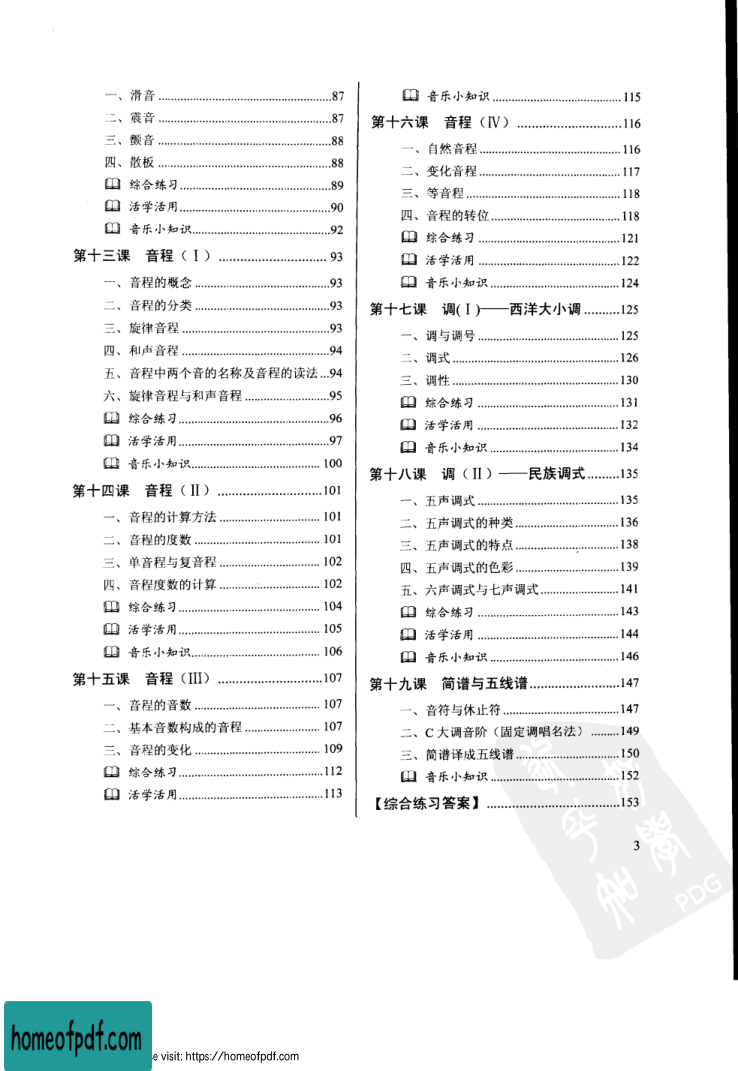 一、滑音 ……87
二、震音 ……87
三、颤音 ……88
四、散板 ……88
综合练习 ……89
活学活用 ……90
音乐小知识 ……92
第十三课 音程（Ⅰ） ……93
一、音程的概念 ……93
二、音程的分类 ……93
三、旋律音程 ……93
四、和声音程 ……94
五、音程中两个音的名称及音程的读法 …94
六、旋律音程与和声音程 ……95
综合练习 ……96
活学活用 ……97
音乐小知识 ……100
第十四课 音程（Ⅱ） ……101
一、音程的计算方法 ……101
二、音程的度数 ……101
三、单音程与复音程 ……102
四、音程度数的计算 ……102
综合练习 ……104
活学活用 ……105
音乐小知识 ……106
第十五课 音程（Ⅲ） ……107
一、音程的音数 ……107
二、基本音数构成的音程 ……107
三、音程的变化 ……109
综合练习 ……112
活学活用 ……113
音乐小知识 ……115
第十六课 音程（Ⅳ） ……116
一、自然音程 ……116
二、变化音程 ……117
三、等音程 ……118
四、音程的转位 ……118
综合练习 ……121
活学活用 ……122
音乐小知识 ……124
第十七课 调(Ⅰ)——西洋大小调 ……125
一、调与调号 ……125
二、调式 ……126
三、调性 ……130
综合练习 ……131
活学活用 ……132
音乐小知识 ……134
第十八课 调（Ⅱ）——民族调式 ……135
一、五声调式 ……135
二、五声调式的种类 ……136
三、五声调式的特点 ……138
四、五声调式的色彩 ……139
五、六声调式与七声调式 ……141
综合练习 ……143
活学活用 ……144
音乐小知识 ……146
第十九课 简谱与五线谱 ……147
一、音符与休止符 ……147
二、C 大调音阶（固定调唱名法） ……149
三、简谱译成五线谱 ……150
音乐小知识 ……152
【综合练习答案】 ……153
3
PDG
homeofpdf.com
e visit: https://homeofpdf.com